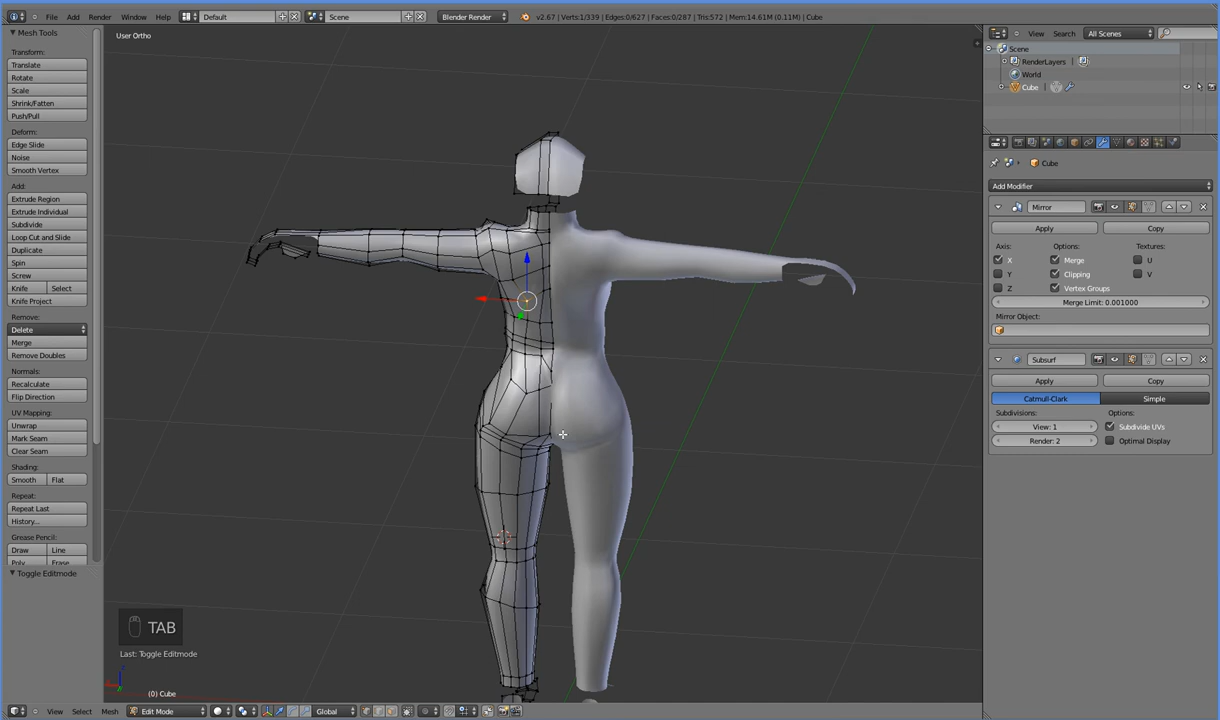 File Add Render Window Help Default Scene Blender Render v2.67 | Verts:1/339 | Edges:0/627 | Faces:0/287 | Tris:572 | Mem:14.61M (0.11M) | Cube
Mesh Tools
Transform:
Translate
Rotate
Scale
Shrink/Fatten
Push/Pull
Deform:
Edge Slide
Noise
Smooth Vertex
Add:
Extrude Region
Extrude Individual
Subdivide
Loop Cut and Slide
Duplicate
Spin
Screw
Knife Select
Knife Project
Remove:
Delete
Merge
Remove Doubles
Normals:
Recalculate
Flip Direction
UV Mapping:
Unwrap
Mark Seam
Clear Seam
Shading:
Smooth Flat
Repeat:
Repeat Last
History...
Grease Pencil:
Draw Line
Poly Erase
Toggle Editmode
User Ortho
TAB
Last: Toggle Editmode
(0) Cube
View Select Mesh Edit Mode Global
View Search All Scenes
Scene
RenderLayers
World
Cube
Cube
Add Modifier
Mirror
Apply Copy
Axis: Options: Textures:
X Merge U
Y Clipping V
Z Vertex Groups
Merge Limit: 0.001000
Mirror Object:
Subsurf
Apply Copy
Catmull-Clark Simple
Subdivisions: Options:
View: 1 Subdivide UVs
Render: 2 Optimal Display